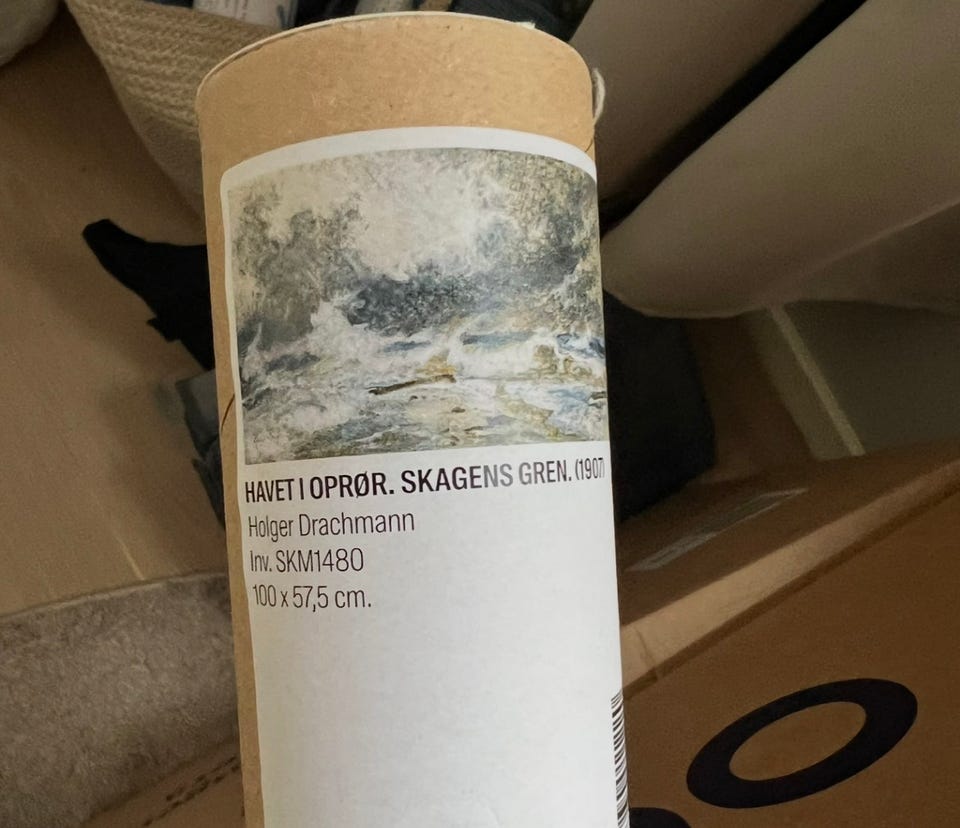 HAVET I OPRØR. SKAGENS GREN. (1907
Holger Drachmann
Inv. SKM1480
100 x 57,5 cm.